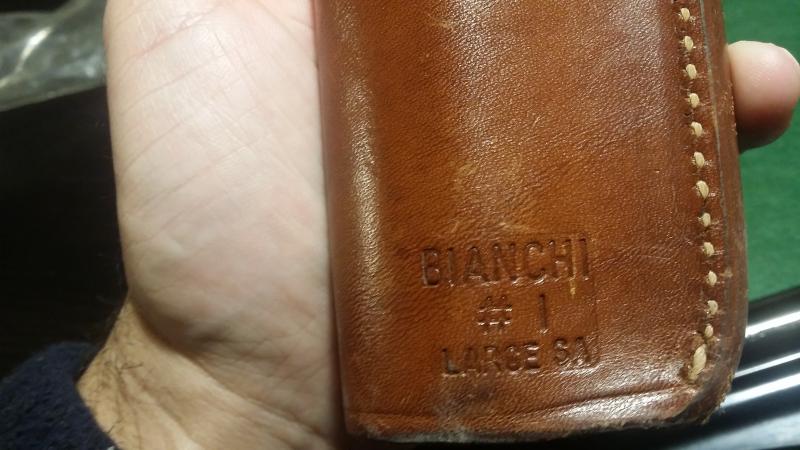 BIANCHI
# 1
LARGE SA